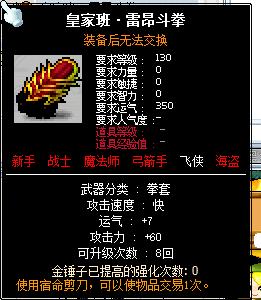 皇家班·雷昂斗拳
装备后无法交换
要求等级： 130
要求力量： 0
要求敏捷： 0
要求智力： 0
要求运气： 350
要求人气度： -
道具等级： -
道具经验值： -
新手 战士 魔法师 弓箭手 飞侠 海盗
武器分类 ： 拳套
攻击速度 ： 快
运气 ： +7
攻击力 ： +60
可升级次数 ： 8回
金锤子已提高的强化次数: 0
使用宿命剪刀，可以使物品交易1次。